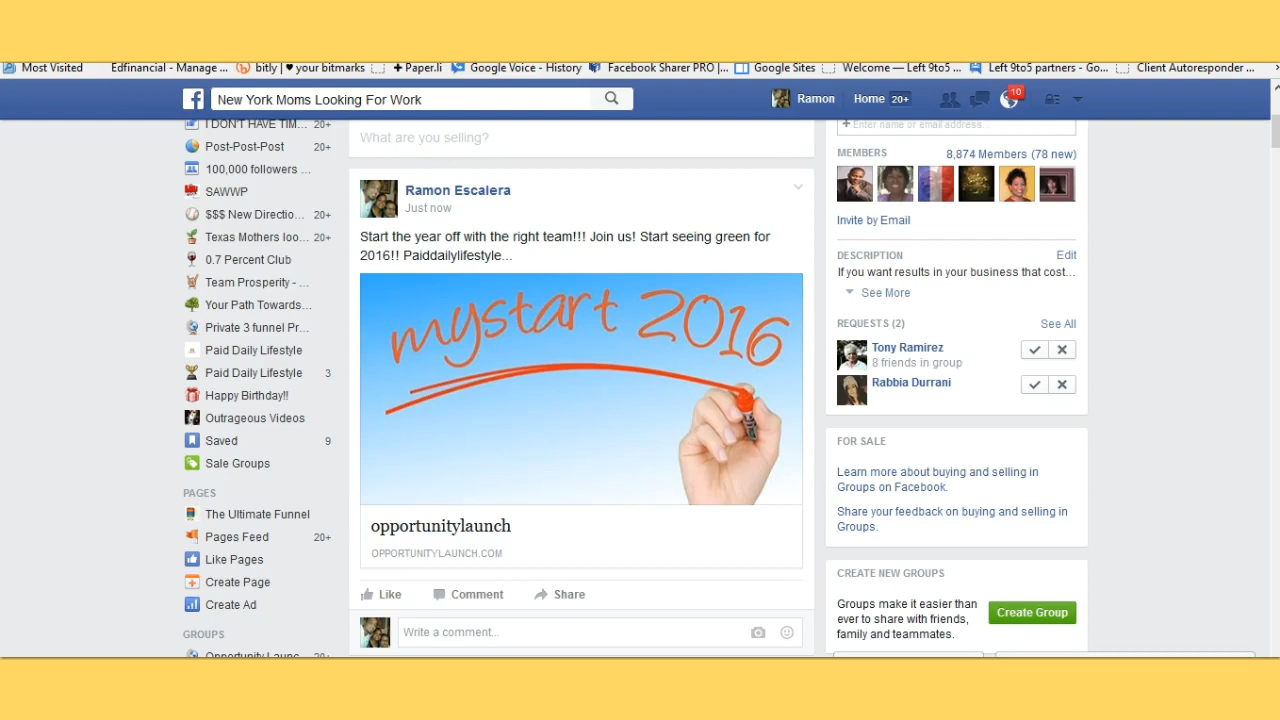 Most Visited
Edfinancial - Manage ...
bitly | ♥ your bitmarks
+ Paper.li
Google Voice - History
Facebook Sharer PRO |...
Google Sites
Welcome — Left 9to5 ...
Left 9to5 partners - Go...
Client Autoresponder ...
New York Moms Looking For Work
Ramon
Home 20+
10
I DON'T HAVE TIM... 20+
Post-Post-Post 20+
100,000 followers ...
SAWWP
$$$ New Directio... 20+
Texas Mothers loo... 20+
0.7 Percent Club
Team Prosperity - ...
Your Path Towards...
Private 3 funnel Pr...
Paid Daily Lifestyle
Paid Daily Lifestyle 3
Happy Birthday!!
Outrageous Videos
Saved 9
Sale Groups
PAGES
The Ultimate Funnel
Pages Feed 20+
Like Pages
Create Page
Create Ad
GROUPS
Opportunity Launc... 20+
What are you selling?
Ramon Escalera
Just now
Start the year off with the right team!!! Join us! Start seeing green for
2016!! Paiddailylifestyle...
mystart 2016
opportunitylaunch
OPPORTUNITYLAUNCH.COM
Like Comment Share
Write a comment...
+ Enter name or email address...
MEMBERS 8,874 Members (78 new)
Invite by Email
DESCRIPTION Edit
If you want results in your business that cost...
See More
REQUESTS (2) See All
Tony Ramirez
8 friends in group
Rabbia Durrani
FOR SALE
Learn more about buying and selling in
Groups on Facebook.
Share your feedback on buying and selling in
Groups.
CREATE NEW GROUPS
Groups make it easier than
ever to share with friends,
family and teammates.
Create Group